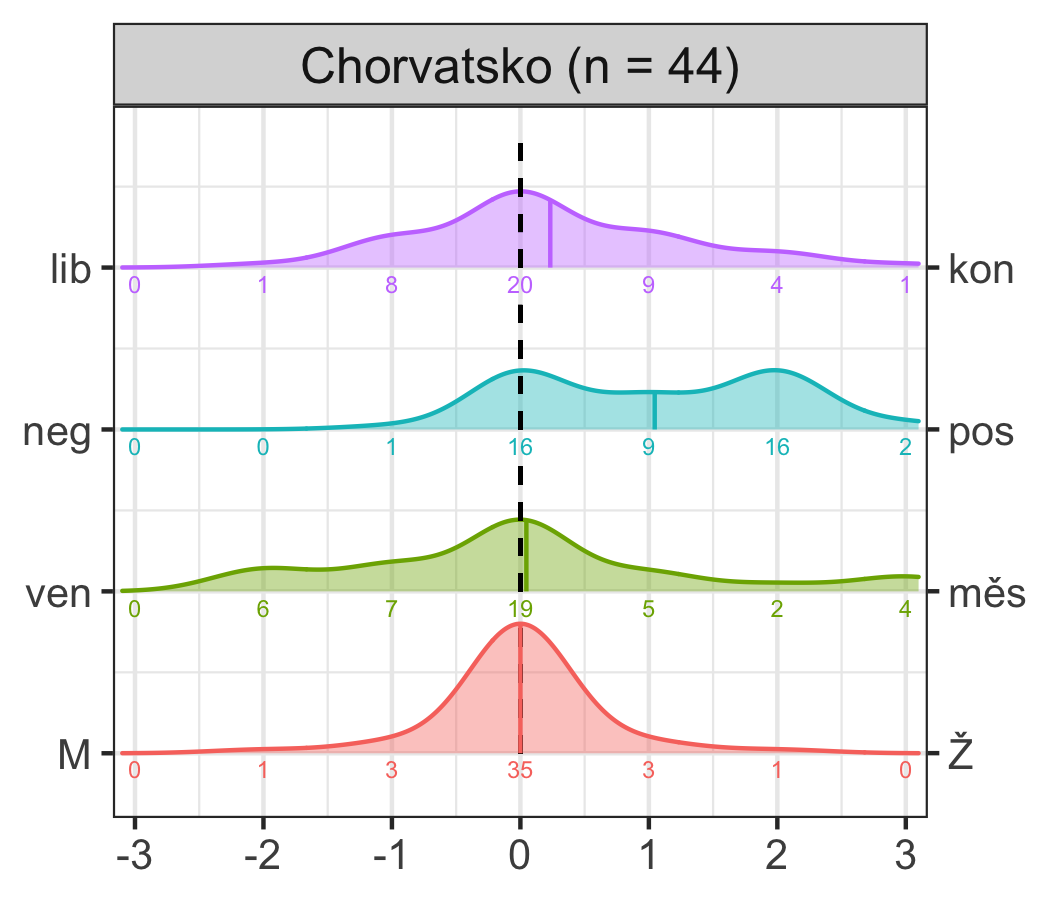 Chorvatsko (n = 44)
lib kon
0 1 8 20 9 4 1
neg pos
0 0 1 16 9 16 2
ven měs
0 6 7 19 5 2 4
M Ž
0 1 3 35 3 1 0
-3 -2 -1 0 1 2 3